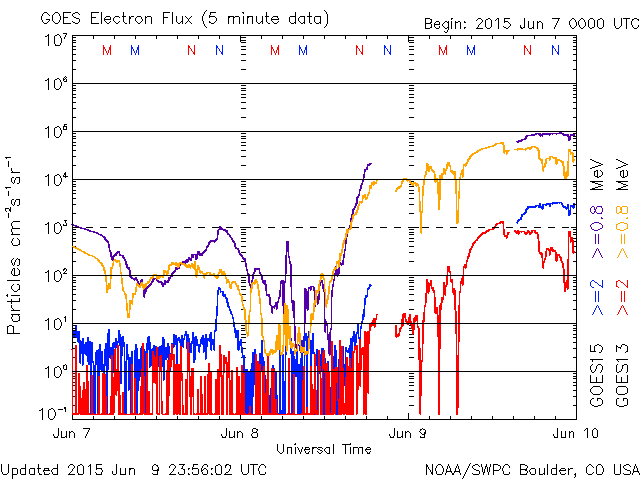 GOES Electron Flux (5 minute data)
Begin: 2015 Jun 7 0000 UTC
10⁷
M M N N M M N N M M N N
10⁶
10⁵
10⁴
10³
10²
10¹
10⁰
10⁻¹
Particles cm⁻²s⁻¹sr⁻¹
Jun 7 Jun 8 Jun 9 Jun 10
Universal Time
GOES15 >=2 >=0.8 MeV
GOES13 >=2 >=0.8 MeV
Updated 2015 Jun 9 23:56:02 UTC
NOAA/SWPC Boulder, CO USA